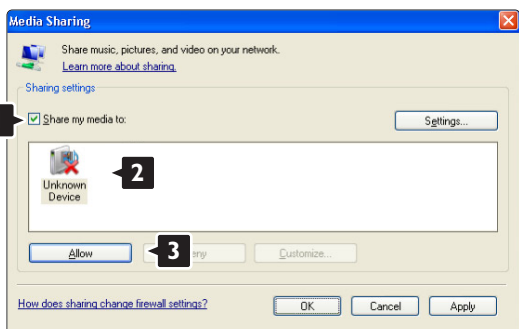 Media Sharing
Share music, pictures, and video on your network.
Learn more about sharing.
Sharing settings
Share my media to:
Settings...
Unknown
Device
2
Allow
3
Customize...
How does sharing change firewall settings?
OK
Cancel
Apply